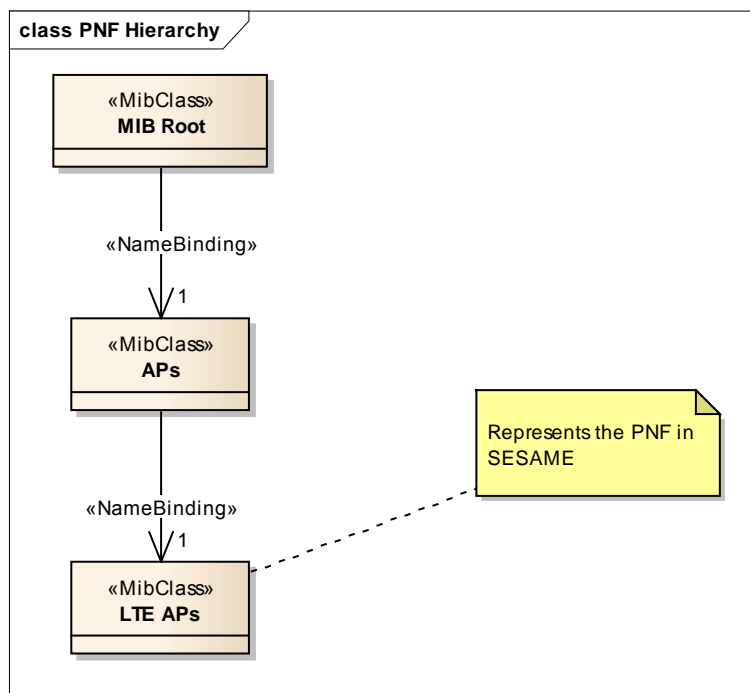 class PNF Hierarchy
«MibClass»
MIB Root
«NameBinding»
1
«MibClass»
APs
Represents the PNF in
SESAME
«NameBinding»
1
«MibClass»
LTE APs